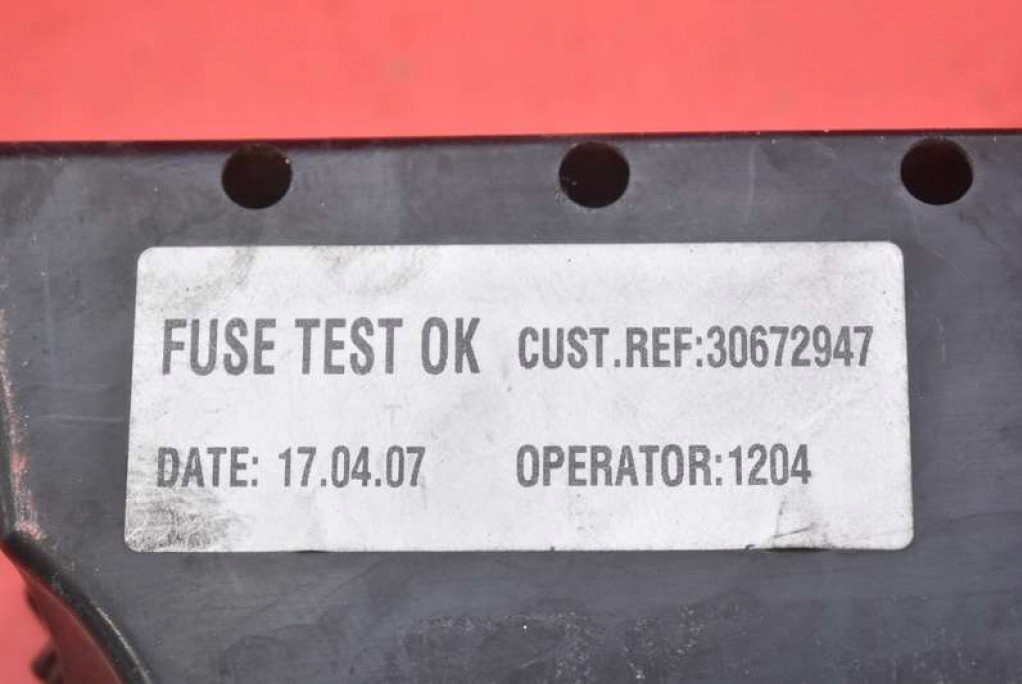 FUSE TEST OK CUST.REF:30672947
DATE: 17.04.07 OPERATOR:1204